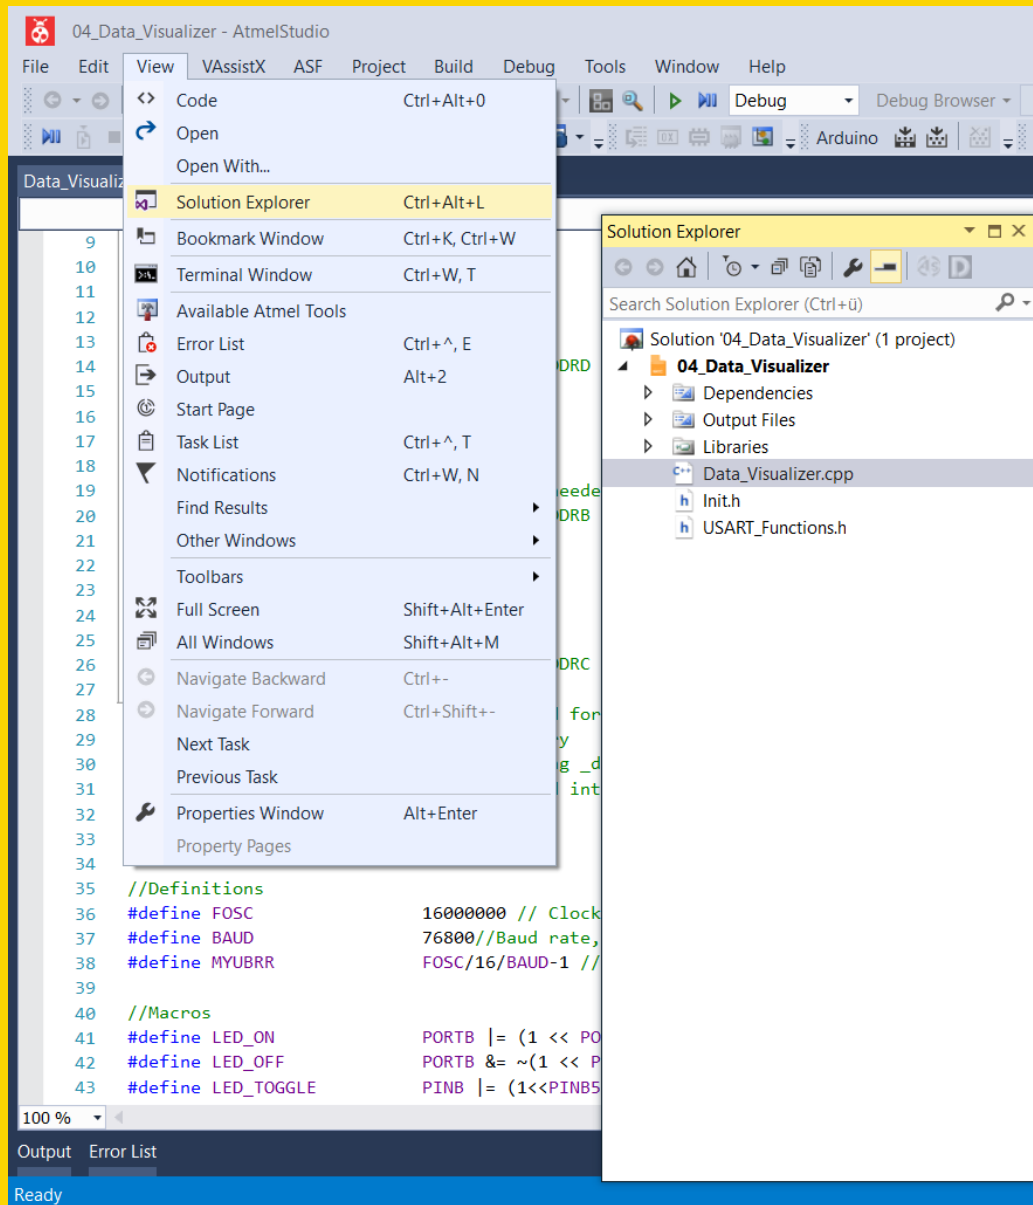 04_Data_Visualizer - AtmelStudio
File Edit View VAssistX ASF Project Build Debug Tools Window Help
Debug Debug Browser
Arduino
Code Ctrl+Alt+0
Open
Open With...
Solution Explorer Ctrl+Alt+L
Bookmark Window Ctrl+K, Ctrl+W
Terminal Window Ctrl+W, T
Available Atmel Tools
Error List Ctrl+^, E
Output Alt+2
Start Page
Task List Ctrl+^, T
Notifications Ctrl+W, N
Find Results
Other Windows
Toolbars
Full Screen Shift+Alt+Enter
All Windows Shift+Alt+M
Navigate Backward Ctrl+-
Navigate Forward Ctrl+Shift+-
Next Task
Previous Task
Properties Window Alt+Enter
Property Pages
Data_Visualiz
9
10
11
12
13
14 DDRD
15
16
17
18
19 eede
20 DDRB
21
22
23
24
25
26 DDRC
27
28 for
29 y
30 g _d
31 int
32
33
34
35 //Definitions
36 #define FOSC 16000000 // Clock
37 #define BAUD 76800//Baud rate,
38 #define MYUBRR FOSC/16/BAUD-1 //
39
40 //Macros
41 #define LED_ON PORTB |= (1 << PO
42 #define LED_OFF PORTB &= ~(1 << P
43 #define LED_TOGGLE PINB |= (1<<PINB5
100 %
Output Error List
Ready
Solution Explorer
Search Solution Explorer (Ctrl+ü)
Solution '04_Data_Visualizer' (1 project)
04_Data_Visualizer
Dependencies
Output Files
Libraries
Data_Visualizer.cpp
Init.h
USART_Functions.h